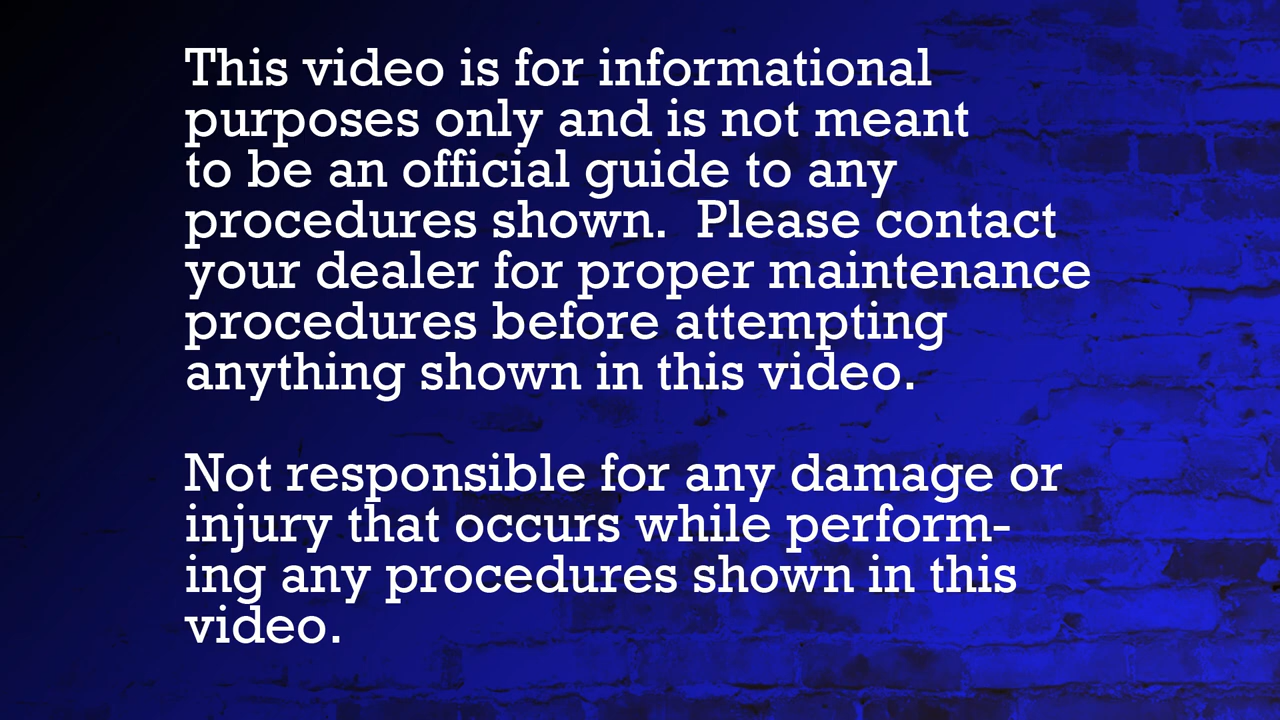 This video is for informational
purposes only and is not meant
to be an official guide to any
procedures shown.  Please contact
your dealer for proper maintenance
procedures before attempting
anything shown in this video.

Not responsible for any damage or
injury that occurs while perform-
ing any procedures shown in this
video.